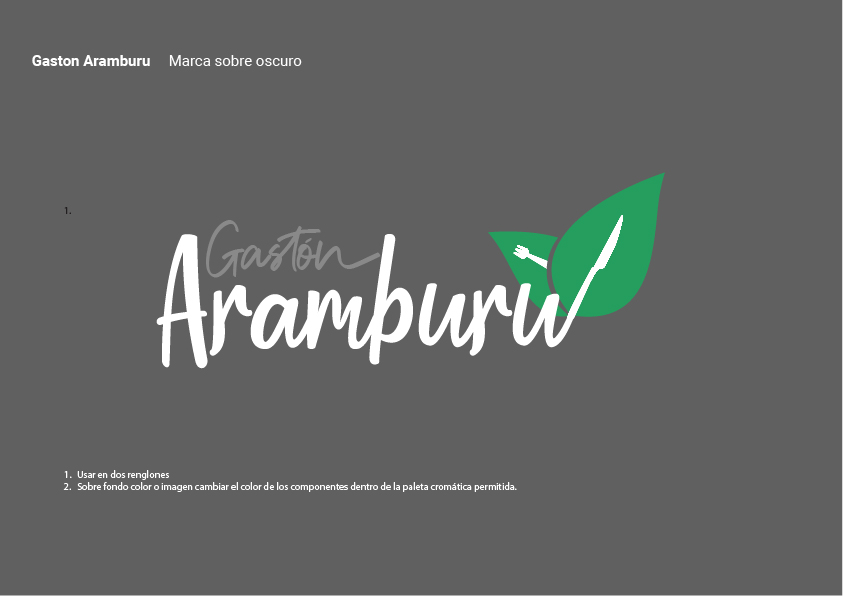 Gaston Aramburu Marca sobre oscuro
1.
Gastón
Aramburu
1. Usar en dos renglones
2. Sobre fondo color o imagen cambiar el color de los componentes dentro de la paleta cromática permitida.